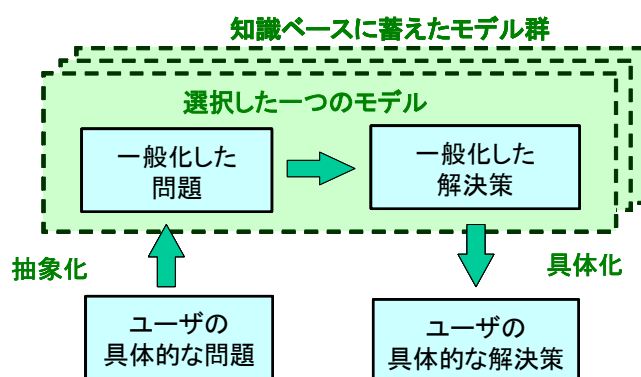 知識ベースに蓄えたモデル群
選択した一つのモデル
一般化した
問題
一般化した
解決策
抽象化
具体化
ユーザの
具体的な問題
ユーザの
具体的な解決策